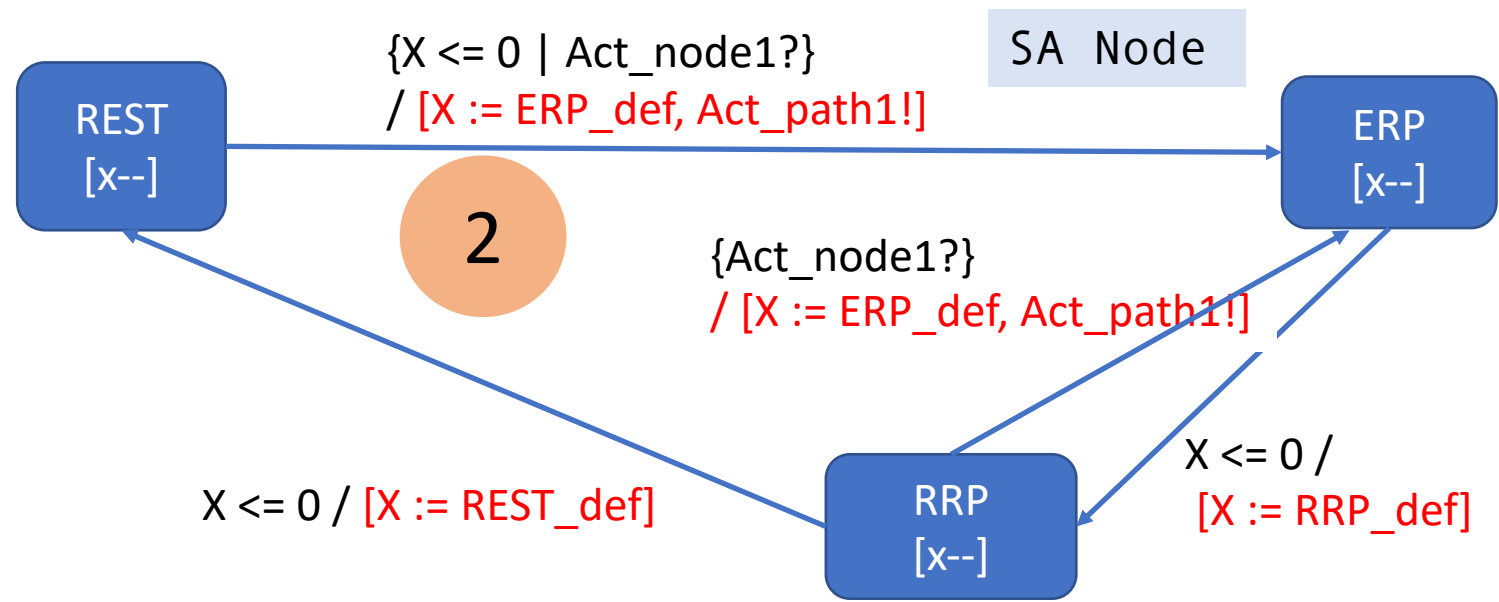 {X <= 0 | Act_node1?}
/ [X := ERP_def, Act_path1!]
SA Node
REST
[x--]
ERP
[x--]
2
{Act_node1?}
/ [X := ERP_def, Act_path1!]
X <= 0 /
[X := RRP_def]
X <= 0 / [X := REST_def]
RRP
[x--]